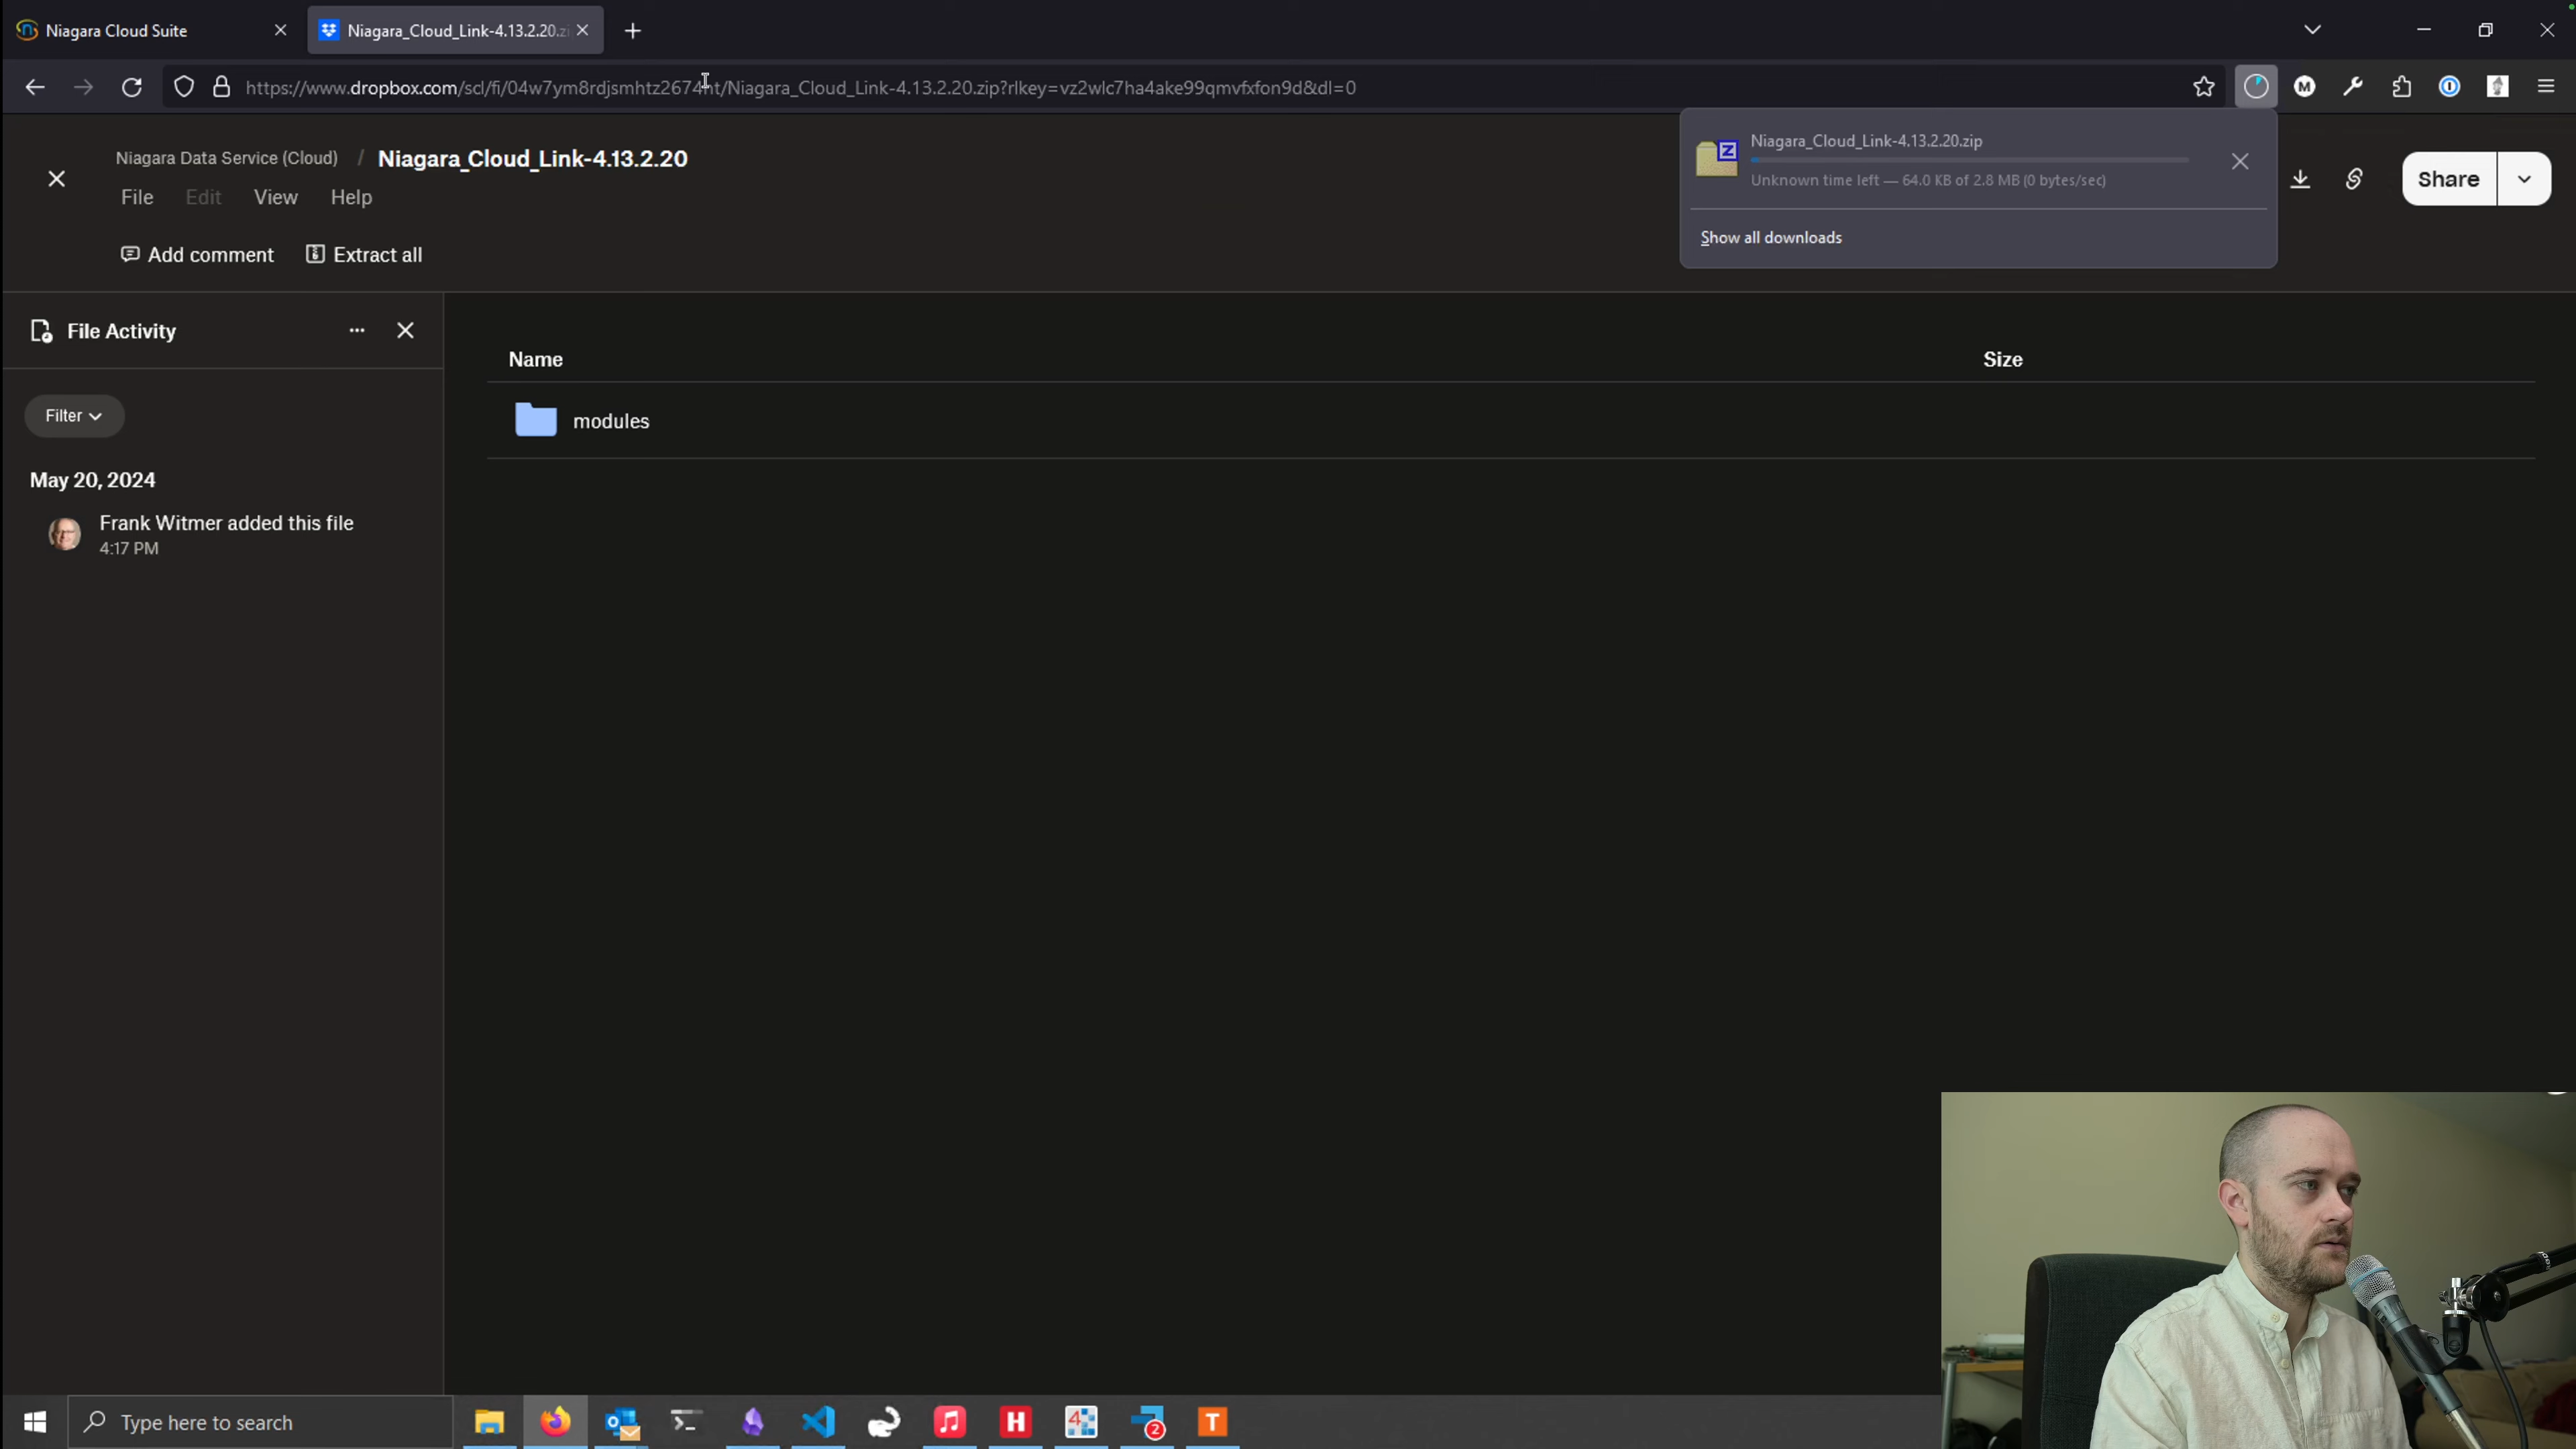 Niagara Cloud Suite
Niagara_Cloud_Link-4.13.2.20.zi
https://www.dropbox.com/scl/fi/04w7ym8rdjsmhtz2674nt/Niagara_Cloud_Link-4.13.2.20.zip?rlkey=vz2wlc7ha4ake99qmvfxfon9d&dl=0
M
Niagara Data Service (Cloud) / Niagara_Cloud_Link-4.13.2.20
File Edit View Help
Add comment Extract all
Z
Niagara_Cloud_Link-4.13.2.20.zip
Unknown time left — 64.0 KB of 2.8 MB (0 bytes/sec)
Show all downloads
Share
File Activity
Filter
May 20, 2024
Frank Witmer added this file
4:17 PM
Name Size
modules
Type here to search
H
4
2
T